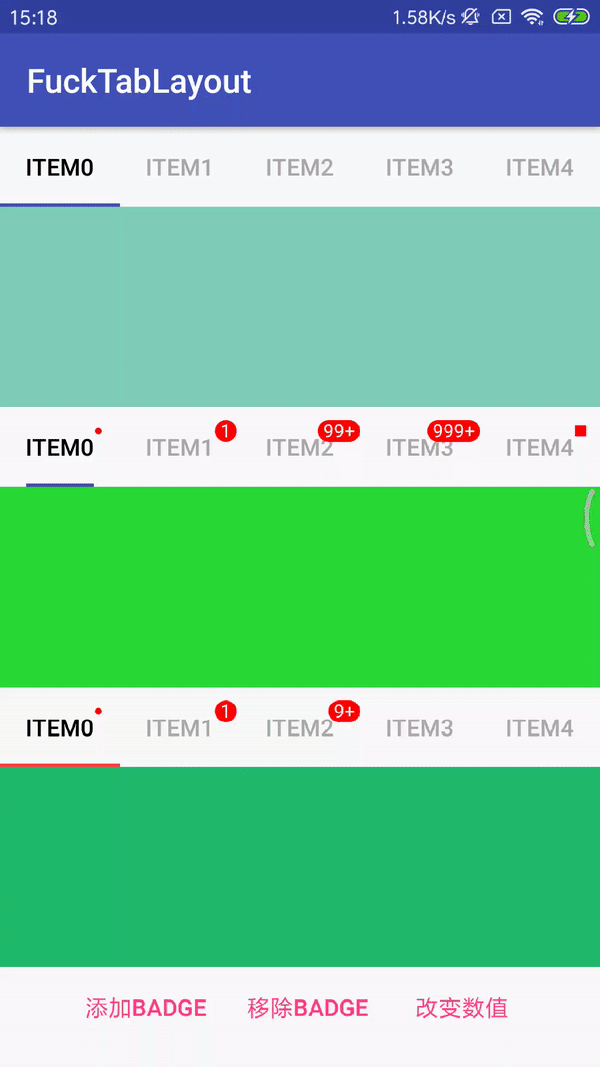 15:18 1.58K/s
FuckTabLayout
ITEM0 ITEM1 ITEM2 ITEM3 ITEM4
1 99+ 999+
ITEM0 ITEM1 ITEM2 ITEM3 ITEM4
1 9+
ITEM0 ITEM1 ITEM2 ITEM3 ITEM4
添加BADGE 移除BADGE 改变数值